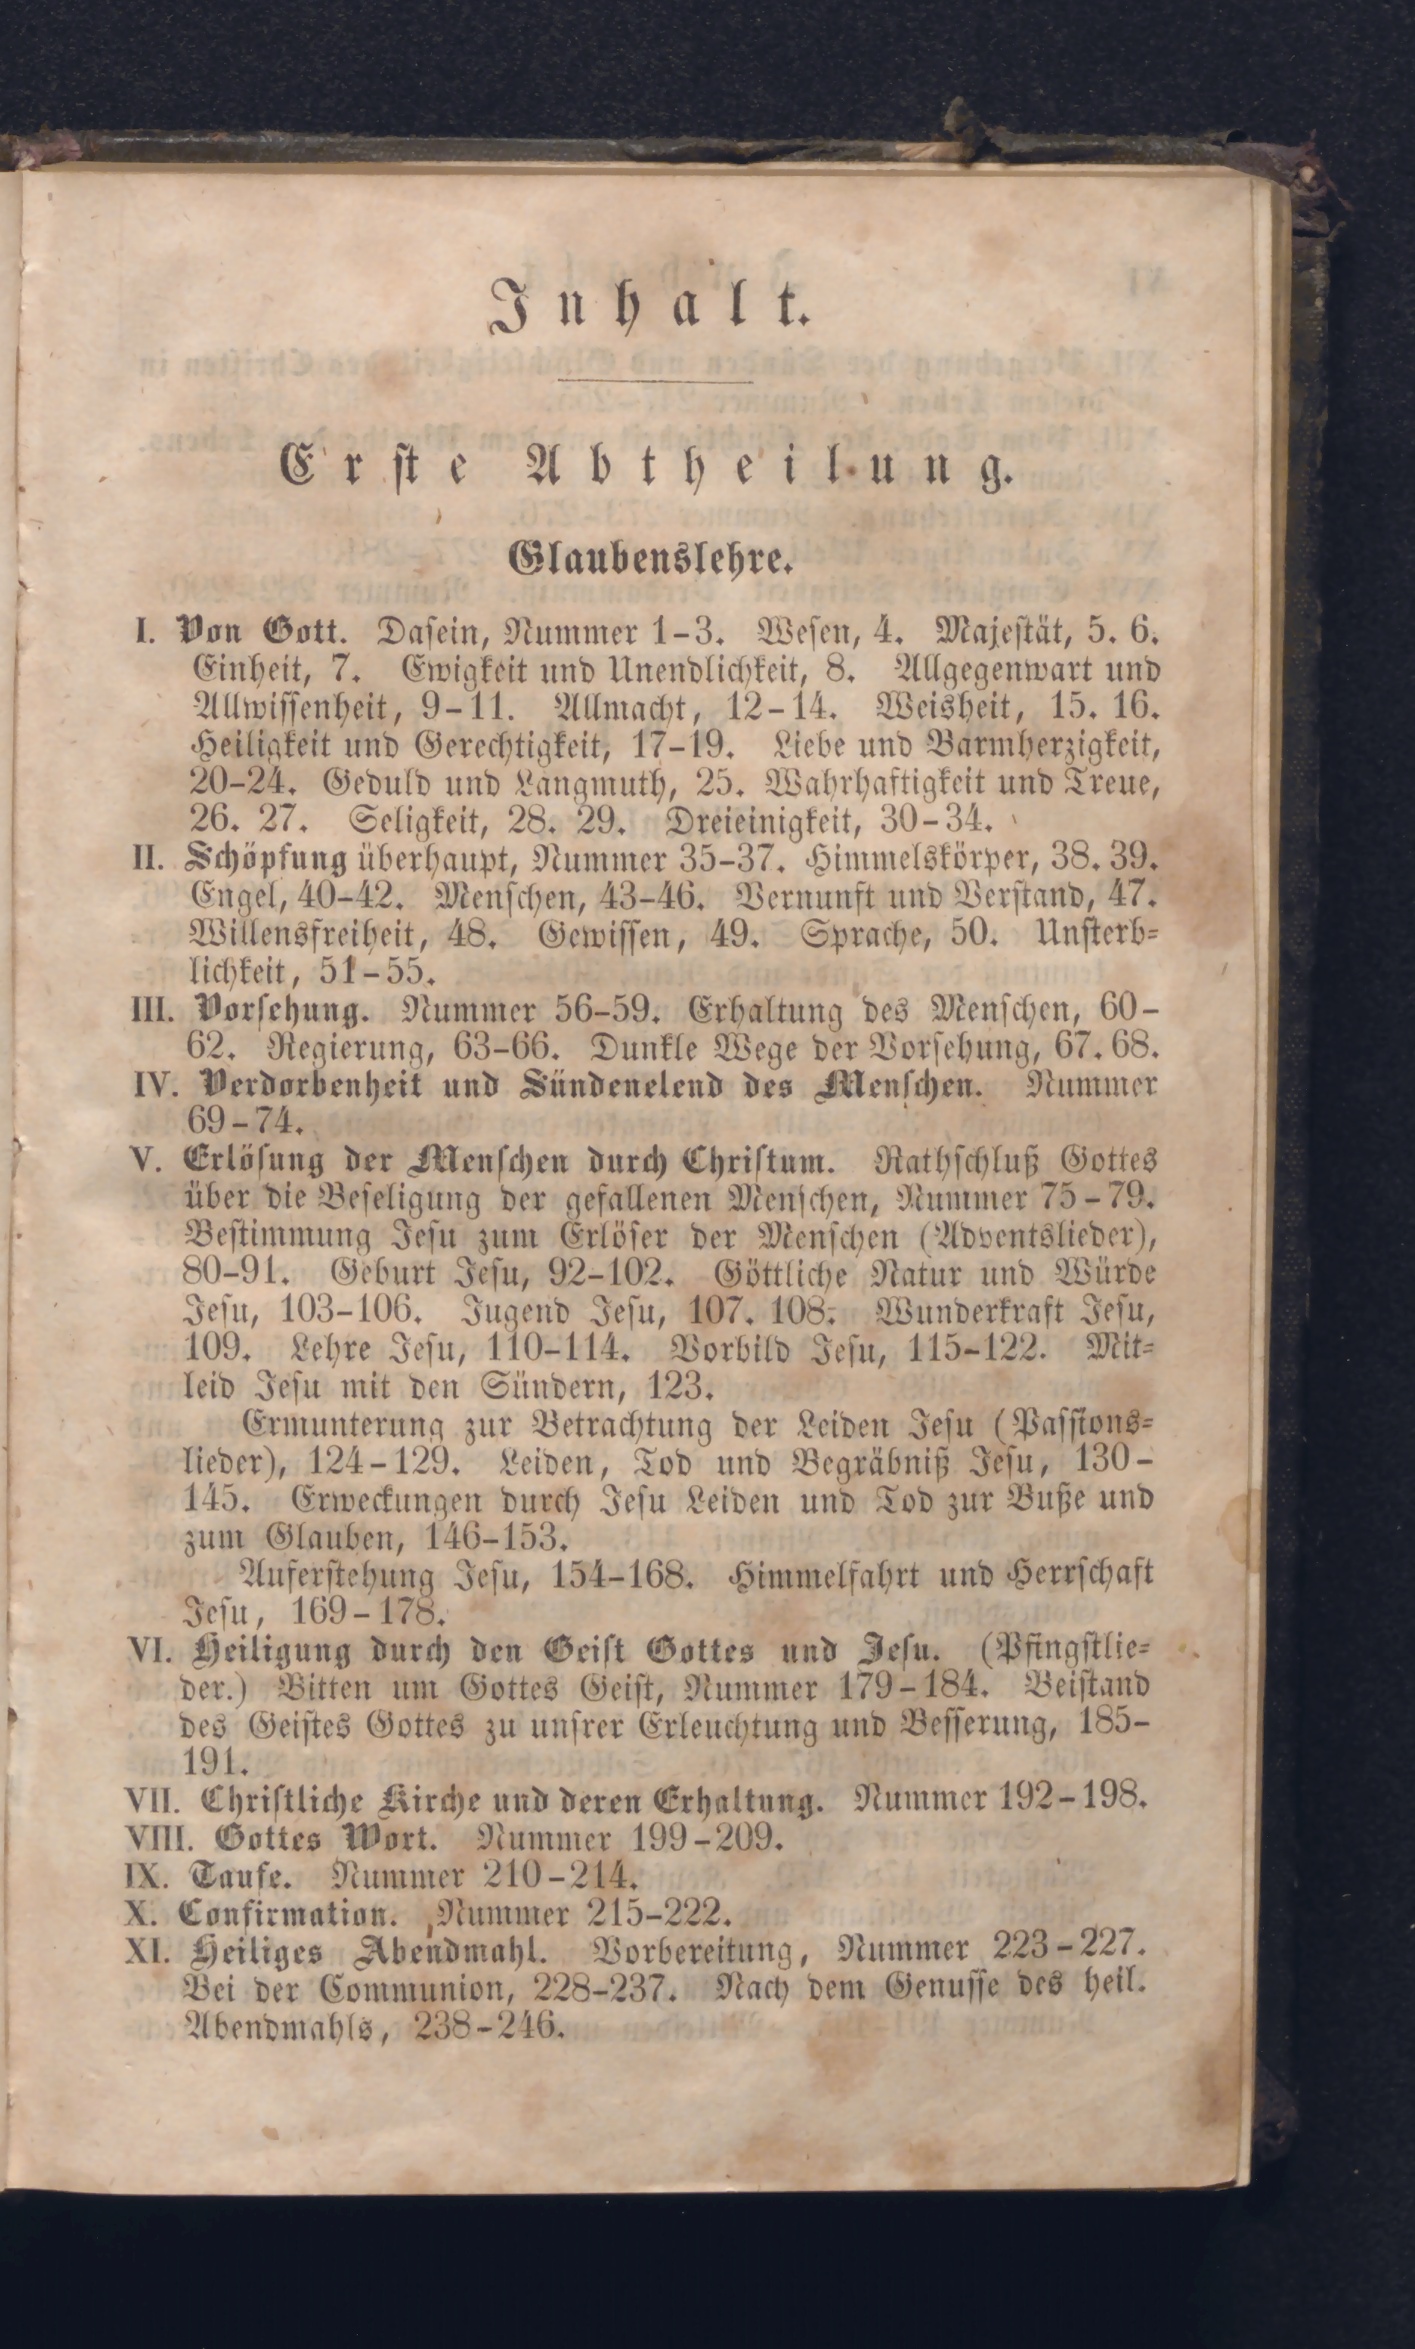 Inhalt.
Erste Abtheilung.
Glaubenslehre.
I. Von Gott. Dasein, Nummer 1-3. Wesen, 4. Majestät, 5. 6.
Einheit, 7. Ewigkeit und Unendlichkeit, 8. Allgegenwart und
Allwissenheit, 9-11. Allmacht, 12-14. Weisheit, 15. 16.
Heiligkeit und Gerechtigkeit, 17-19. Liebe und Barmherzigkeit,
20-24. Geduld und Langmuth, 25. Wahrhaftigkeit und Treue,
26. 27. Seligkeit, 28. 29. Dreieinigkeit, 30-34.
II. Schöpfung überhaupt, Nummer 35-37. Himmelskörper, 38. 39.
Engel, 40-42. Menschen, 43-46. Vernunft und Verstand, 47.
Willensfreiheit, 48. Gewissen, 49. Sprache, 50. Unsterb-
lichkeit, 51-55.
III. Vorsehung. Nummer 56-59. Erhaltung des Menschen, 60-
62. Regierung, 63-66. Dunkle Wege der Vorsehung, 67. 68.
IV. Verdorbenheit und Sündenelend des Menschen. Nummer
69-74.
V. Erlösung der Menschen durch Christum. Rathschluß Gottes
über die Beseligung der gefallenen Menschen, Nummer 75-79.
Bestimmung Jesu zum Erlöser der Menschen (Adventslieder),
80-91. Geburt Jesu, 92-102. Göttliche Natur und Würde
Jesu, 103-106. Jugend Jesu, 107. 108. Wunderkraft Jesu,
109. Lehre Jesu, 110-114. Vorbild Jesu, 115-122. Mit-
leid Jesu mit den Sündern, 123.
Ermunterung zur Betrachtung der Leiden Jesu (Passions-
lieder), 124-129. Leiden, Tod und Begräbniß Jesu, 130-
145. Erweckungen durch Jesu Leiden und Tod zur Buße und
zum Glauben, 146-153.
Auferstehung Jesu, 154-168. Himmelfahrt und Herrschaft
Jesu, 169-178.
VI. Heiligung durch den Geist Gottes und Jesu. (Pfingstlie-
der.) Bitten um Gottes Geist, Nummer 179-184. Beistand
des Geistes Gottes zu unsrer Erleuchtung und Besserung, 185-
191.
VII. Christliche Kirche und deren Erhaltung. Nummer 192-198.
VIII. Gottes Wort. Nummer 199-209.
IX. Taufe. Nummer 210-214.
X. Confirmation. Nummer 215-222.
XI. Heiliges Abendmahl. Vorbereitung, Nummer 223-227.
Bei der Communion, 228-237. Nach dem Genusse des heil.
Abendmahls, 238-246.